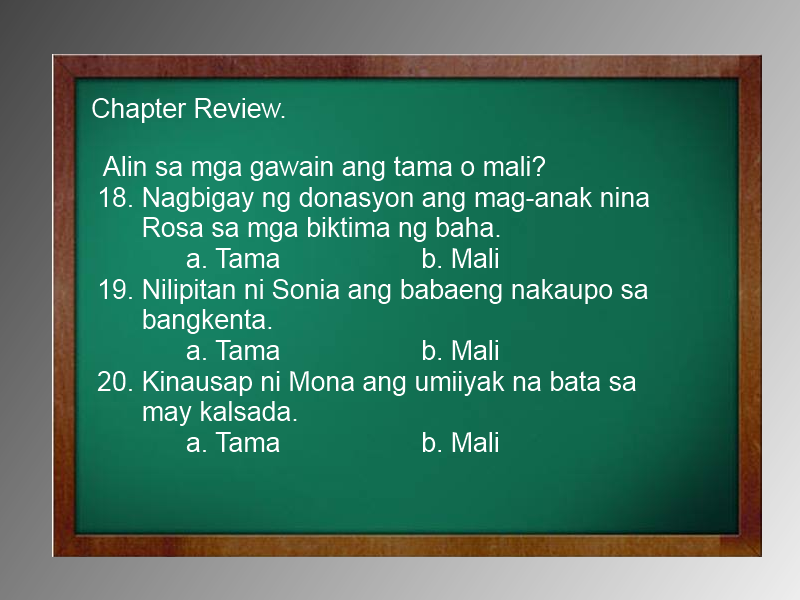 Chapter Review.
Alin sa mga gawain ang tama o mali?
18. Nagbigay ng donasyon ang mag-anak nina
Rosa sa mga biktima ng baha.
a. Tama b. Mali
19. Nilipitan ni Sonia ang babaeng nakaupo sa
bangkenta.
a. Tama b. Mali
20. Kinausap ni Mona ang umiiyak na bata sa
may kalsada.
a. Tama b. Mali